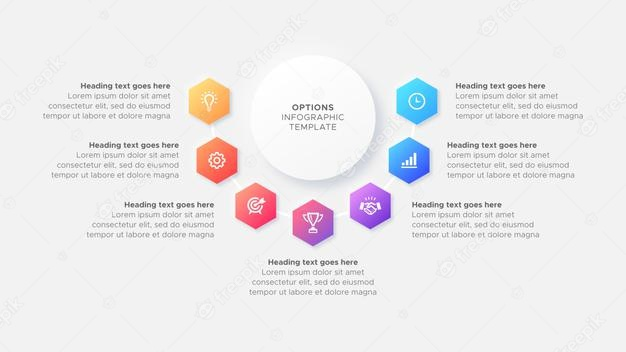 OPTIONS
INFOGRAPHIC
TEMPLATE
Heading text goes here
Lorem ipsum dolor sit amet,
consectetur elit, sed do eiusmod
tempor ut labore et dolore magna
Heading text goes here
Lorem ipsum dolor sit amet,
consectetur elit, sed do eiusmod
tempor ut labore et dolore magna
Heading text goes here
Lorem ipsum dolor sit amet,
consectetur elit, sed do eiusmod
tempor ut labore et dolore magna
Heading text goes here
Lorem ipsum dolor sit amet,
consectetur elit, sed do eiusmod
tempor ut labore et dolore magna
Heading text goes here
Lorem ipsum dolor sit amet,
consectetur elit, sed do eiusmod
tempor ut labore et dolore magna
Heading text goes here
Lorem ipsum dolor sit amet,
consectetur elit, sed do eiusmod
tempor ut labore et dolore magna
Heading text goes here
Lorem ipsum dolor sit amet,
consectetur elit, sed do eiusmod
tempor ut labore et dolore magna
freepik